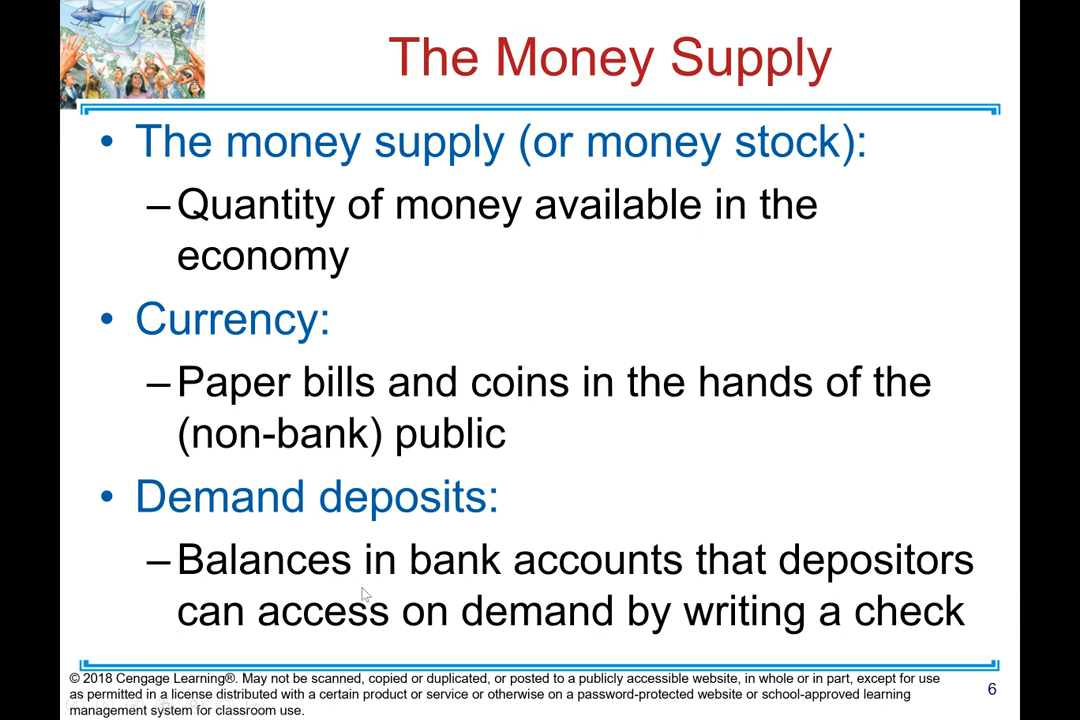 The Money Supply
• The money supply (or money stock):
–Quantity of money available in the
economy
• Currency:
–Paper bills and coins in the hands of the
(non-bank) public
• Demand deposits:
–Balances in bank accounts that depositors
can access on demand by writing a check
© 2018 Cengage Learning®. May not be scanned, copied or duplicated, or posted to a publicly accessible website, in whole or in part, except for use
as permitted in a license distributed with a certain product or service or otherwise on a password-protected website or school-approved learning
management system for classroom use.
6